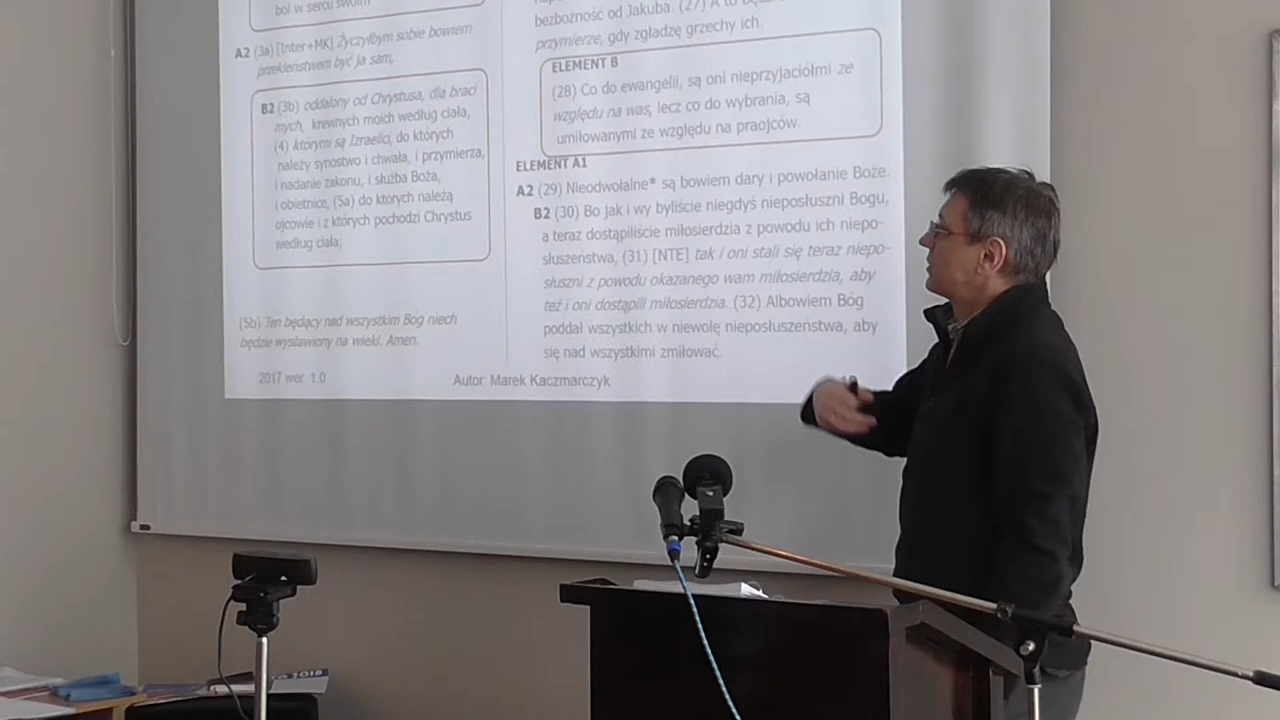 ból w sercu swoim
A2 (3a) [Inter+MK] Życzyłbym sobie bowiem
przekleństwem być ja sam,
B2 (3b) oddalony od Chrystusa, dla braci
mych, krewnych moich według ciała,
(4) którymi są Izraelici, do których
należy synostwo i chwała, i przymierza,
i nadanie zakonu, i służba Boża,
i obietnice, (5a) do których należą
ojcowie i z których pochodzi Chrystus
według ciała;
(5b) Ten będący nad wszystkim Bóg niech
będzie wysławiony na wieki. Amen.
bezbożność od Jakuba. (27) A to
przymierze, gdy zgładzę grzechy ich.
ELEMENT B
(28) Co do ewangelii, są oni nieprzyjaciółmi ze
względu na was, lecz co do wybrania, są
umiłowanymi ze względu na praojców.
ELEMENT A1
A2 (29) Nieodwołalne* są bowiem dary i powołanie Boże.
B2 (30) Bo jak i wy byliście niegdyś nieposłuszni Bogu,
a teraz dostąpiliście miłosierdzia z powodu ich niepo-
słuszeństwa, (31) [NTE] tak i oni stali się teraz niepo-
słuszni z powodu okazanego wam miłosierdzia, aby
też i oni dostąpili miłosierdzia. (32) Albowiem Bóg
poddał wszystkich w niewolę nieposłuszeństwa, aby
się nad wszystkimi zmiłować.
2017 wer. 1.0
Autor: Marek Kaczmarczyk
2018